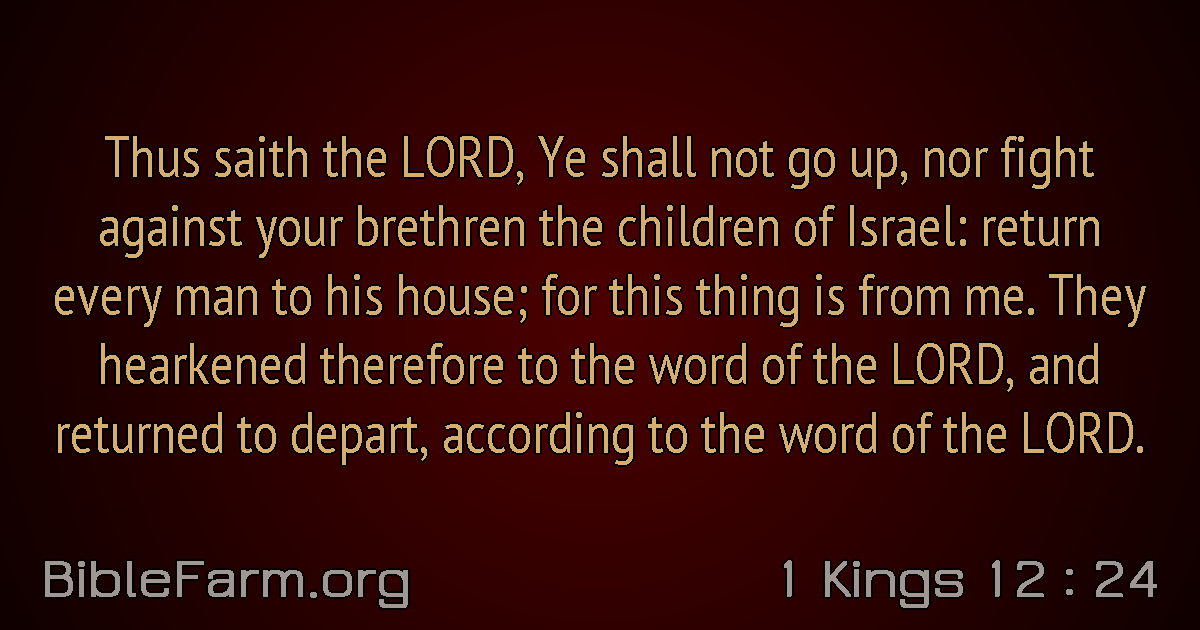 Thus saith the LORD, Ye shall not go up, nor fight
against your brethren the children of Israel: return
every man to his house; for this thing is from me. They
hearkened therefore to the word of the LORD, and
returned to depart, according to the word of the LORD.
BibleFarm.org
1 Kings 12 : 24